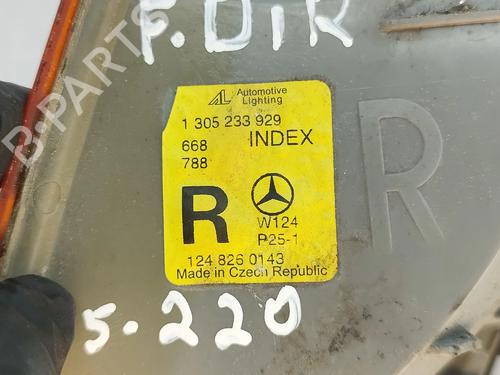 F.DIR
B-PARTS
AL Automotive
Lighting
1 305 233 929
668 INDEX
788
R
R
W124
P25-1
124 826 0143
Made in Czech Republic
S-220